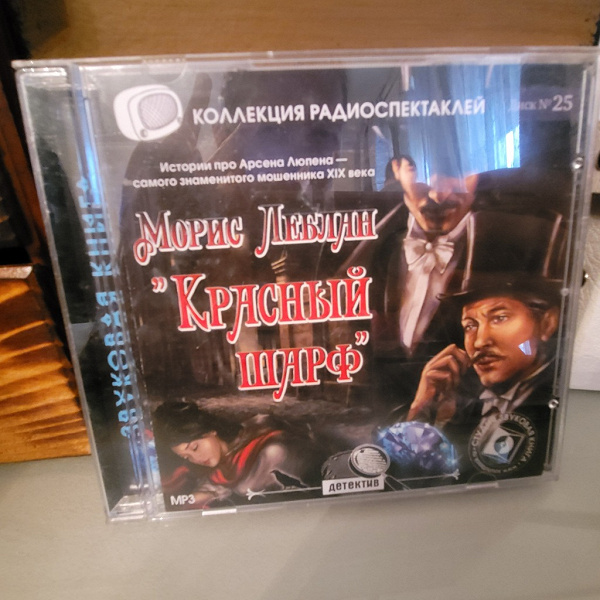 КОЛЛЕКЦИЯ РАДИОСПЕКТАКЛЕЙ
Диск № 25
Истории про Арсена Люпена —
самого знаменитого мошенника XIX века
Морис Леблан
"Красный
шарф"
ЗВУКОВАЯ КНИГА
MP3
детектив